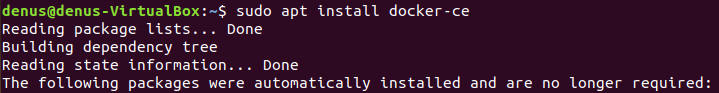 denus@denus-VirtualBox:~$ sudo apt install docker-ce
Reading package lists... Done
Building dependency tree
Reading state information... Done
The following packages were automatically installed and are no longer required: